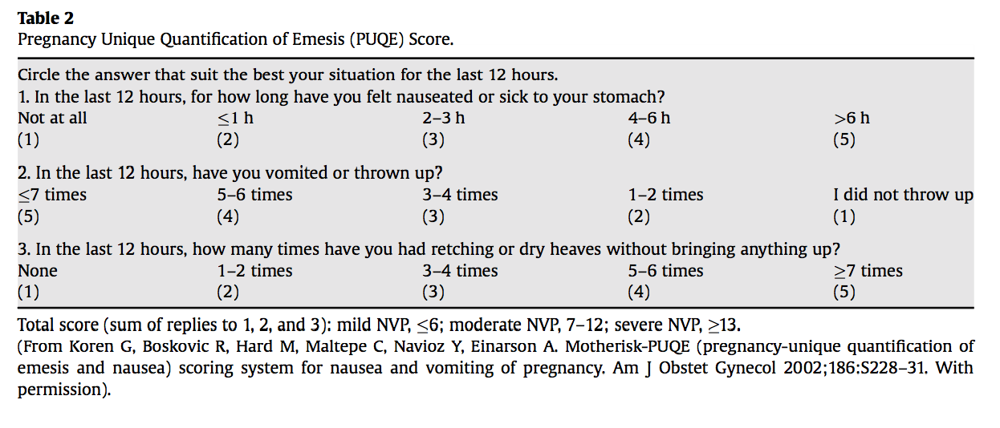 Table 2
Pregnancy Unique Quantification of Emesis (PUQE) Score.
Circle the answer that suit the best your situation for the last 12 hours.
1. In the last 12 hours, for how long have you felt nauseated or sick to your stomach?
Not at all ≤1 h 2–3 h 4–6 h >6 h
(1) (2) (3) (4) (5)
2. In the last 12 hours, have you vomited or thrown up?
≤7 times 5–6 times 3–4 times 1–2 times I did not throw up
(5) (4) (3) (2) (1)
3. In the last 12 hours, how many times have you had retching or dry heaves without bringing anything up?
None 1–2 times 3–4 times 5–6 times ≥7 times
(1) (2) (3) (4) (5)
Total score (sum of replies to 1, 2, and 3): mild NVP, ≤6; moderate NVP, 7–12; severe NVP, ≥13.
(From Koren G, Boskovic R, Hard M, Maltepe C, Navioz Y, Einarson A. Motherisk-PUQE (pregnancy-unique quantification of
emesis and nausea) scoring system for nausea and vomiting of pregnancy. Am J Obstet Gynecol 2002;186:S228–31. With
permission).